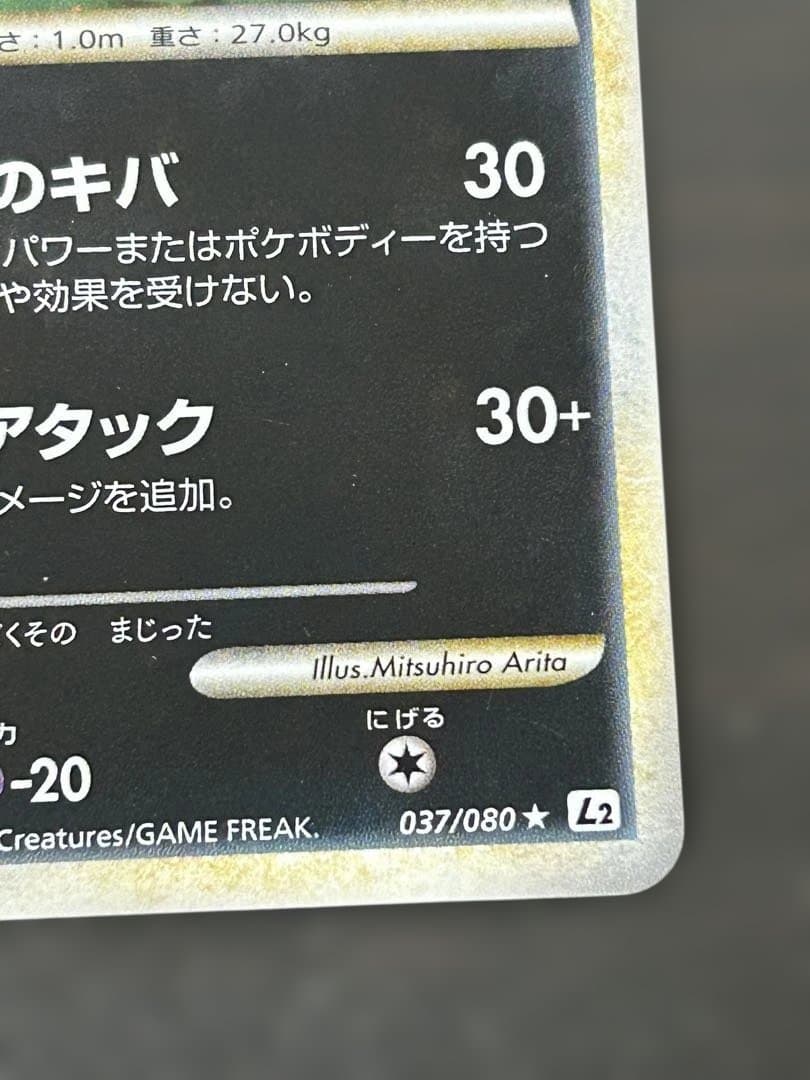 さ：1.0m 重さ：27.0kg
のキバ 30
パワーまたはポケボディーを持つ
や効果を受けない。
アタック 30+
メージを追加。
くその まじった
Illus.Mitsuhiro Arita
力 にげる
-20
Creatures/GAME FREAK. 037/080 ★ L2